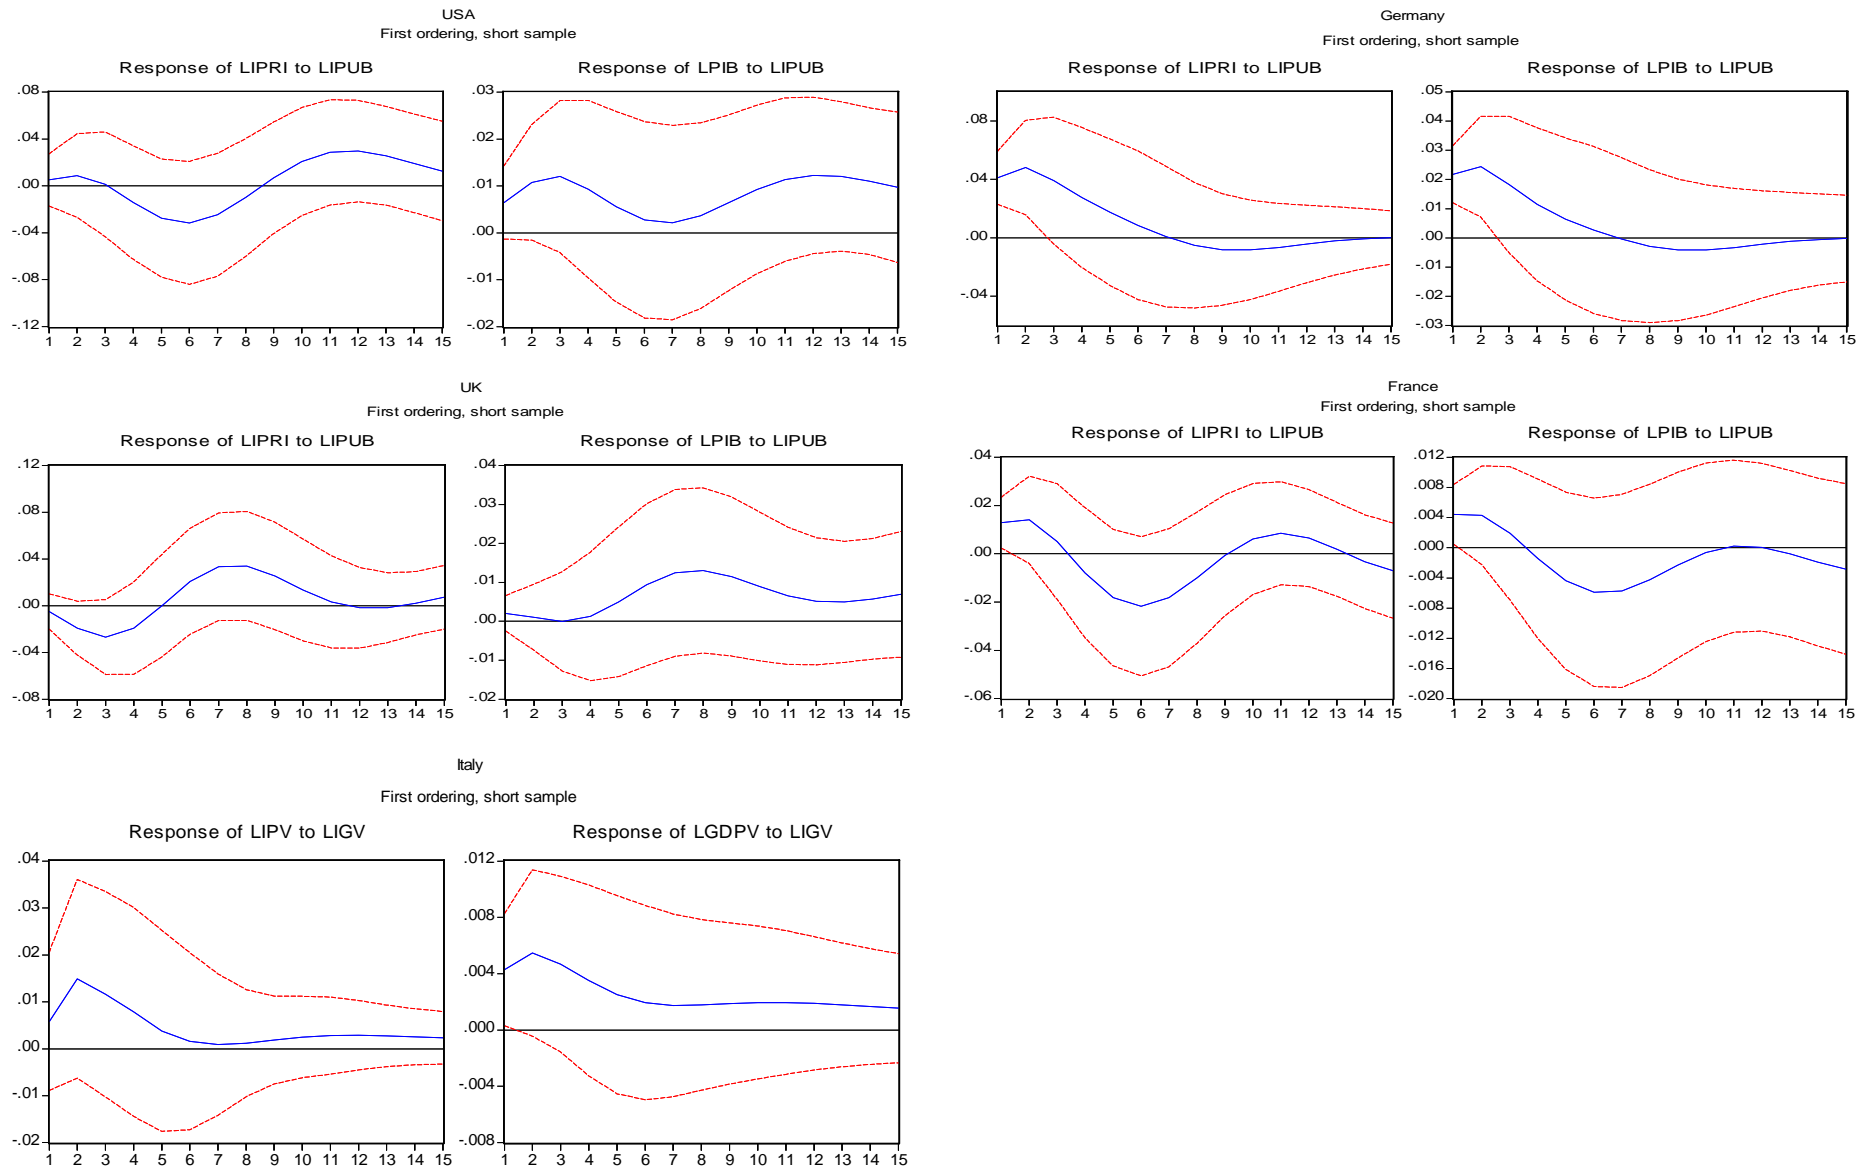 USA
First ordering, short sample
Response of LIPRI to LIPUB
.08
.04
.00
-.04
-.08
-.12
1 2 3 4 5 6 7 8 9 10 11 12 13 14 15
Response of LPIB to LIPUB
.03
.02
.01
.00
-.01
-.02
1 2 3 4 5 6 7 8 9 10 11 12 13 14 15
Germany
First ordering, short sample
Response of LIPRI to LIPUB
.08
.04
.00
-.04
1 2 3 4 5 6 7 8 9 10 11 12 13 14 15
Response of LPIB to LIPUB
.05
.04
.03
.02
.01
.00
-.01
-.02
-.03
1 2 3 4 5 6 7 8 9 10 11 12 13 14 15
UK
First ordering, short sample
Response of LIPRI to LIPUB
.12
.08
.04
.00
-.04
-.08
1 2 3 4 5 6 7 8 9 10 11 12 13 14 15
Response of LPIB to LIPUB
.04
.03
.02
.01
.00
-.01
-.02
1 2 3 4 5 6 7 8 9 10 11 12 13 14 15
France
First ordering, short sample
Response of LIPRI to LIPUB
.04
.02
.00
-.02
-.04
-.06
1 2 3 4 5 6 7 8 9 10 11 12 13 14 15
Response of LPIB to LIPUB
.012
.008
.004
.000
-.004
-.008
-.012
-.016
-.020
1 2 3 4 5 6 7 8 9 10 11 12 13 14 15
Italy
First ordering, short sample
Response of LIPV to LIGV
.04
.03
.02
.01
.00
-.01
-.02
1 2 3 4 5 6 7 8 9 10 11 12 13 14 15
Response of LGDPV to LIGV
.012
.008
.004
.000
-.004
-.008
1 2 3 4 5 6 7 8 9 10 11 12 13 14 15